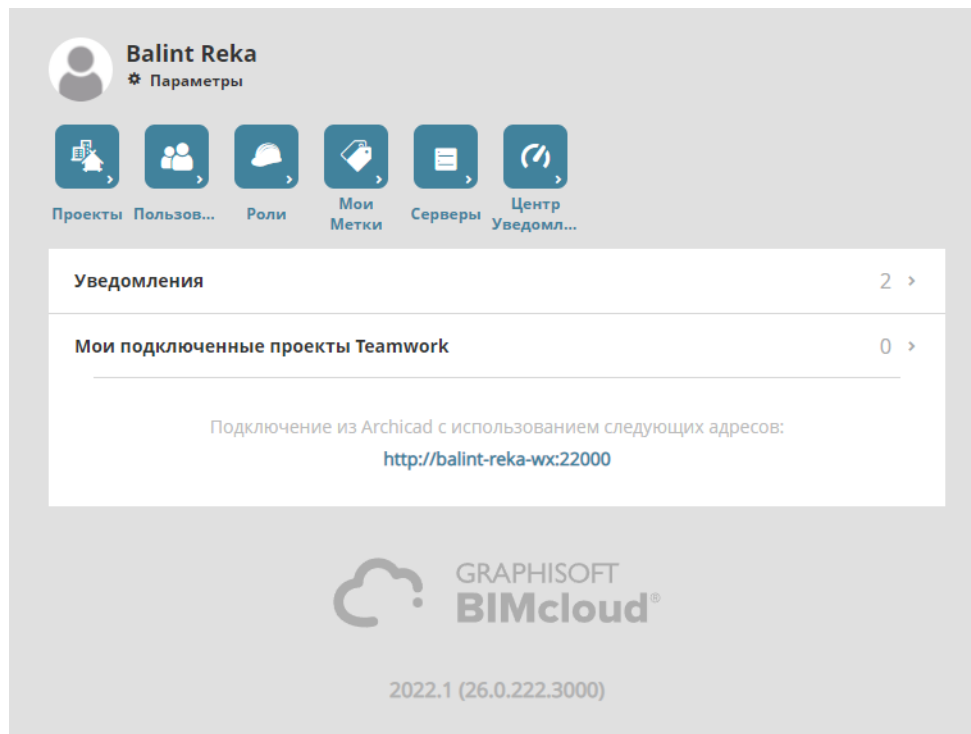 Balint Reka
Параметры
Проекты
Пользов...
Роли
Мои
Метки
Серверы
Центр
Уведомл...
Уведомления 2
Мои подключенные проекты Teamwork 0
Подключение из Archicad с использованием следующих адресов:
http://balint-reka-wx:22000
GRAPHISOFT
BIMcloud®
2022.1 (26.0.222.3000)